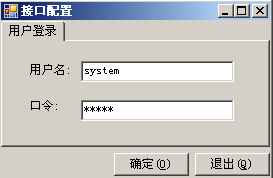 接口配置
用户登录
用户名: system
口令: *****
确定(O) 退出(Q)